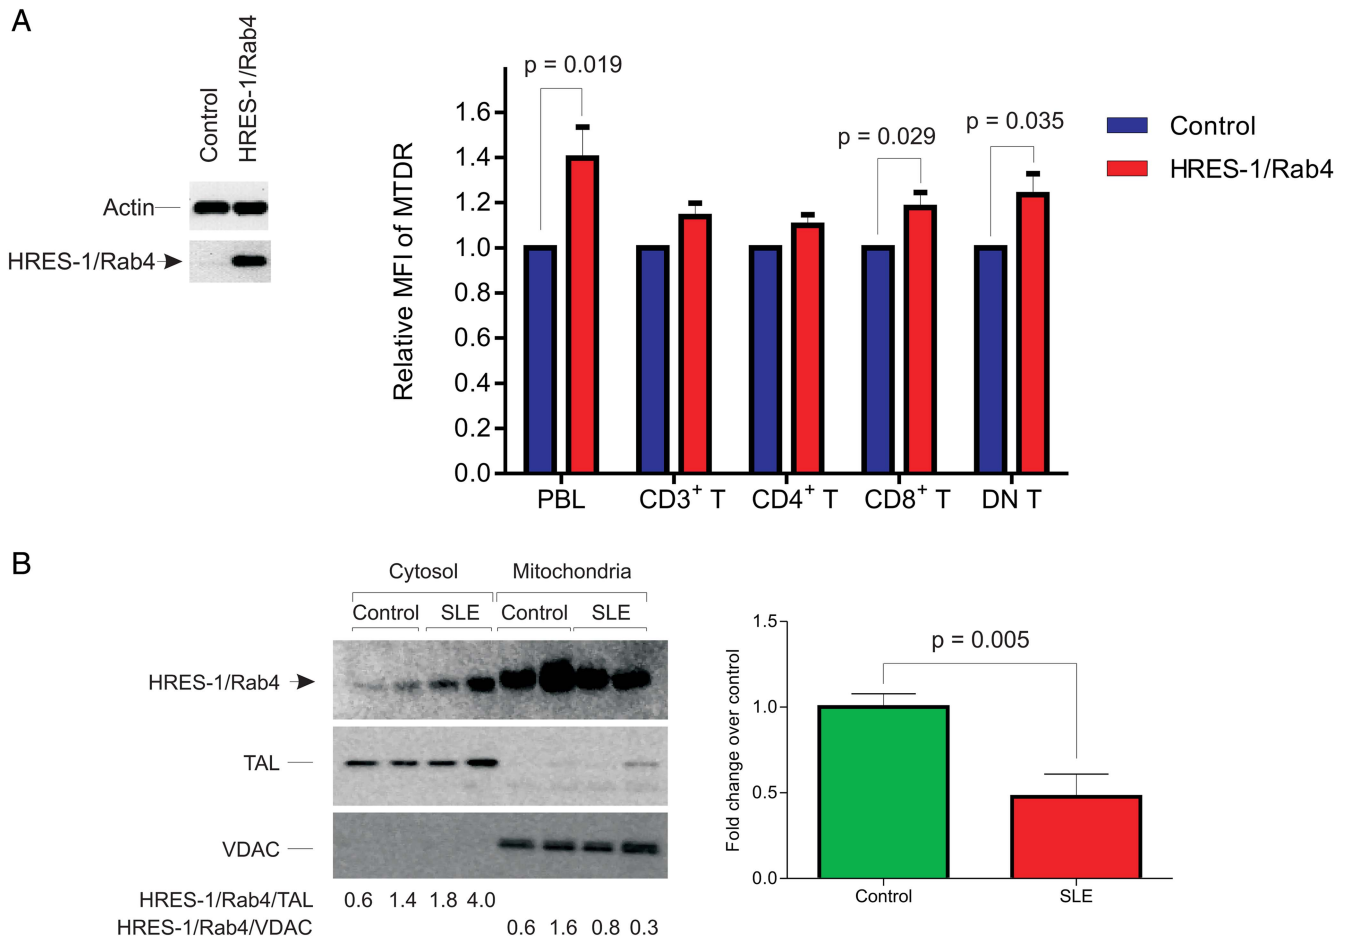 A
Control
HRES-1/Rab4
Actin
HRES-1/Rab4
Relative MFI of MTDR
1.6
1.4
1.2
1.0
0.8
0.6
0.4
0.2
0.0
p = 0.019
p = 0.029
p = 0.035
PBL
CD3+ T
CD4+ T
CD8+ T
DN T
Control
HRES-1/Rab4
B
Cytosol Mitochondria
Control SLE Control SLE
HRES-1/Rab4
TAL
VDAC
HRES-1/Rab4/TAL 0.6 1.4 1.8 4.0
HRES-1/Rab4/VDAC 0.6 1.6 0.8 0.3
Fold change over control
1.5
1.0
0.5
0.0
p = 0.005
Control
SLE